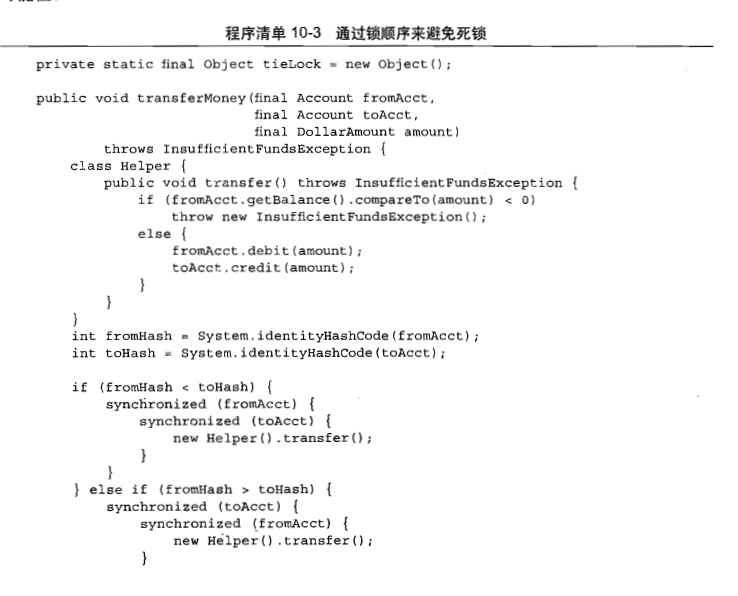 程序清单 10-3 通过锁顺序来避免死锁
private static final Object tieLock = new Object();
public void transferMoney(final Account fromAcct,
final Account toAcct,
final DollarAmount amount)
throws InsufficientFundsException {
class Helper {
public void transfer() throws InsufficientFundsException {
if (fromAcct.getBalance().compareTo(amount) < 0)
throw new InsufficientFundsException();
else {
fromAcct.debit(amount);
toAcct.credit(amount);
}
}
}
int fromHash = System.identityHashCode(fromAcct);
int toHash = System.identityHashCode(toAcct);
if (fromHash < toHash) {
synchronized (fromAcct) {
synchronized (toAcct) {
new Helper().transfer();
}
}
} else if (fromHash > toHash) {
synchronized (toAcct) {
synchronized (fromAcct) {
new Helper().transfer();
}